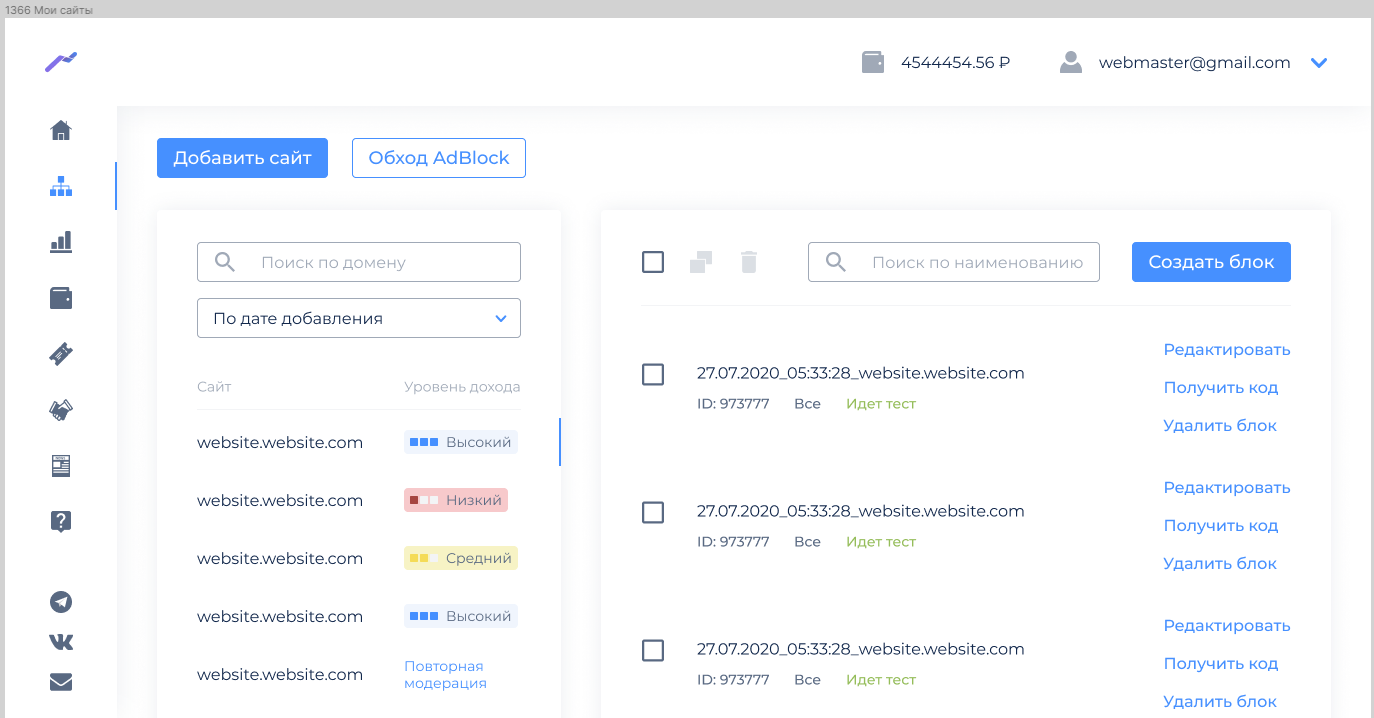 1366 Мои сайты
4544454.56 ₽
webmaster@gmail.com
Добавить сайт
Обход AdBlock
Поиск по домену
По дате добавления
Сайт
Уровень дохода
website.website.com
Высокий
website.website.com
Низкий
website.website.com
Средний
website.website.com
Высокий
website.website.com
Повторная
модерация
Поиск по наименованию
Создать блок
27.07.2020_05:33:28_website.website.com
ID: 973777
Все
Идет тест
Редактировать
Получить код
Удалить блок
27.07.2020_05:33:28_website.website.com
ID: 973777
Все
Идет тест
Редактировать
Получить код
Удалить блок
27.07.2020_05:33:28_website.website.com
ID: 973777
Все
Идет тест
Редактировать
Получить код
Удалить блок